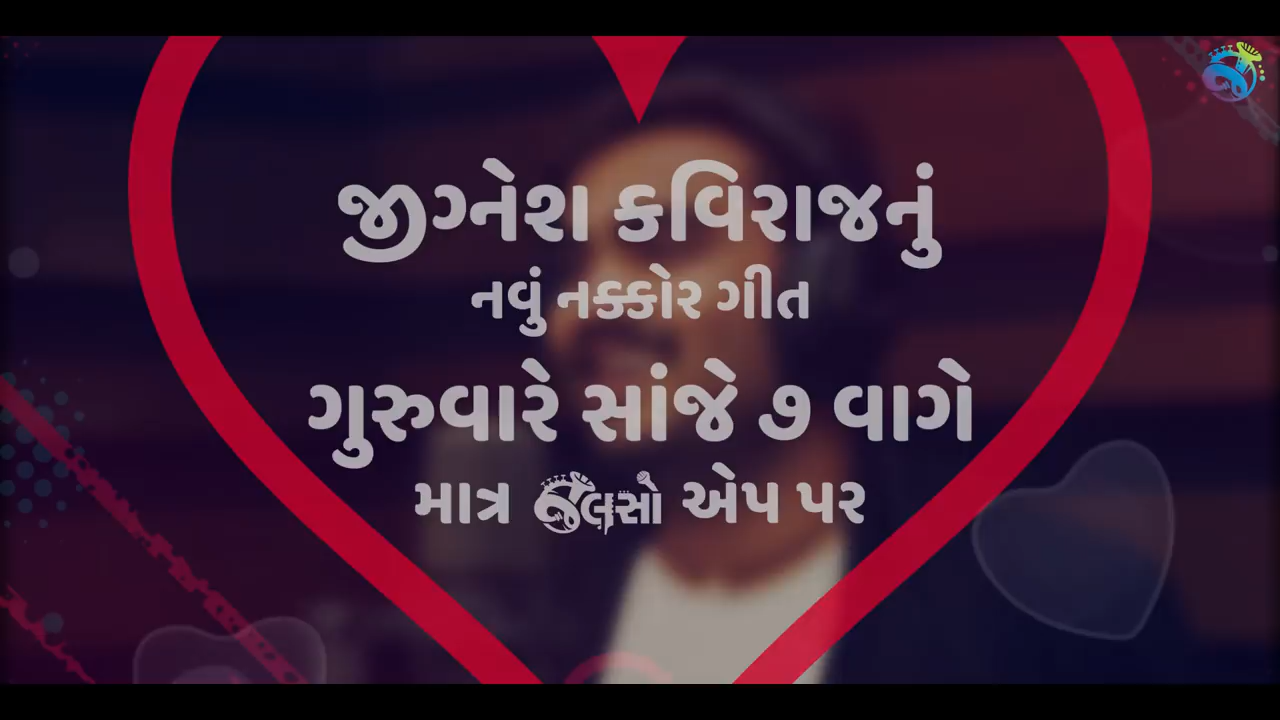 જીગ્નેશ કવિરાજનું
નવું નક્કોર ગીત
ગુરુવારે સાંજે ૭ વાગે
માત્ર જલસો એપ પર